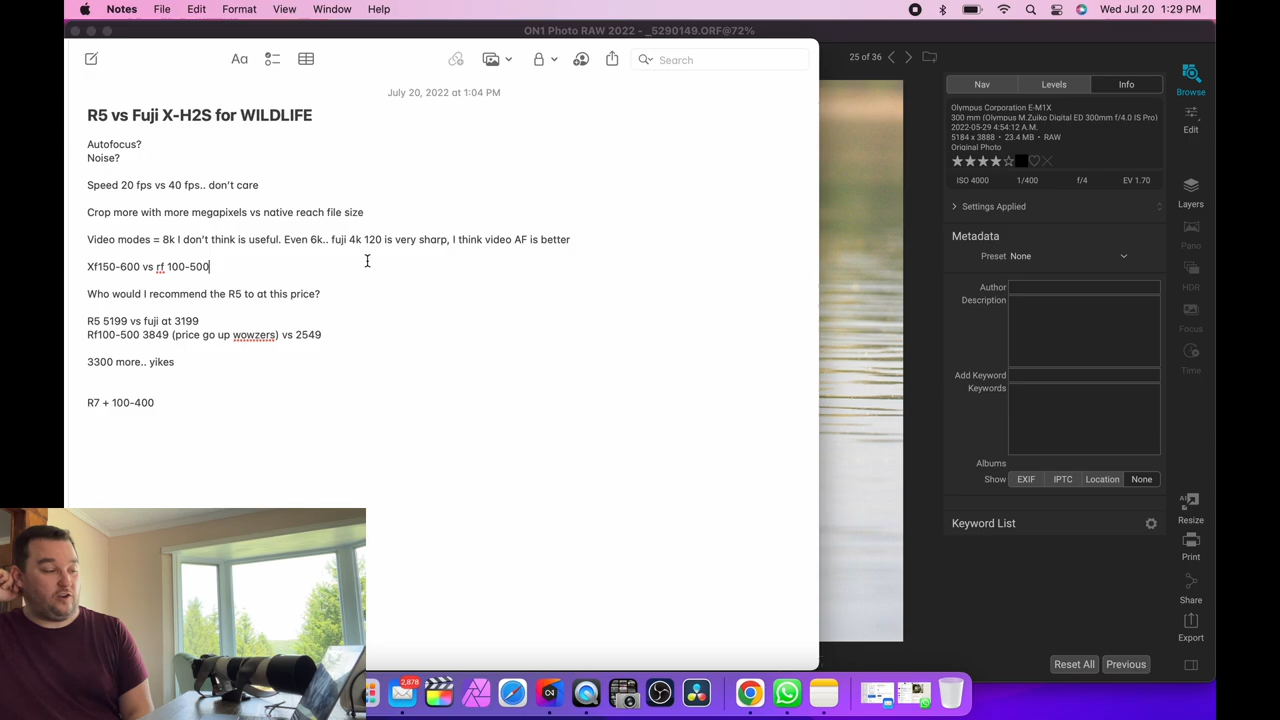 Notes File Edit Format View Window Help
Wed Jul 20 1:29 PM
ON1 Photo RAW 2022 - _5290149.ORF@72%
Aa
Search
25 of 36
July 20, 2022 at 1:04 PM
R5 vs Fuji X-H2S for WILDLIFE
Autofocus?
Noise?
Speed 20 fps vs 40 fps.. don't care
Crop more with more megapixels vs native reach file size
Video modes = 8k I don't think is useful. Even 6k.. fuji 4k 120 is very sharp, I think video AF is better
Xf150-600 vs rf 100-500
Who would I recommend the R5 to at this price?
R5 5199 vs fuji at 3199
Rf100-500 3849 (price go up wowzers) vs 2549
3300 more.. yikes
R7 + 100-400
Nav Levels Info
Olympus Corporation E-M1X
300 mm (Olympus M.Zuiko Digital ED 300mm f/4.0 IS Pro)
2022-05-29 4:54:12 A.M.
5184 x 3888 • 23.4 MB • RAW
Original Photo
ISO 4000 1/400 f/4 EV 1.70
Settings Applied
Metadata
Preset None
Author
Description
Add Keyword
Keywords
Albums
Show EXIF IPTC Location None
Keyword List
Reset All Previous
Browse
Edit
Layers
Pano
HDR
Focus
Time
AI
Resize
Print
Share
Export
2,878